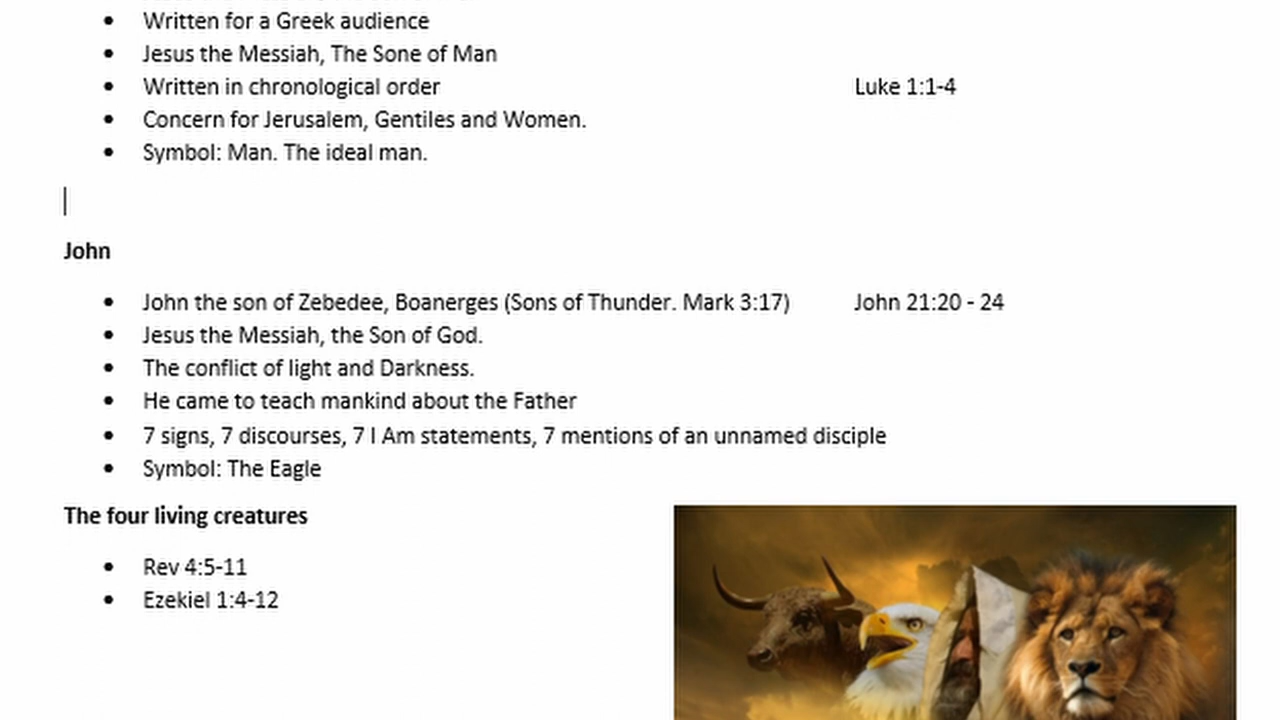 • Written for a Greek audience
• Jesus the Messiah, The Sone of Man
• Written in chronological order Luke 1:1-4
• Concern for Jerusalem, Gentiles and Women.
• Symbol: Man. The ideal man.
John
• John the son of Zebedee, Boanerges (Sons of Thunder. Mark 3:17) John 21:20 - 24
• Jesus the Messiah, the Son of God.
• The conflict of light and Darkness.
• He came to teach mankind about the Father
• 7 signs, 7 discourses, 7 I Am statements, 7 mentions of an unnamed disciple
• Symbol: The Eagle
The four living creatures
• Rev 4:5-11
• Ezekiel 1:4-12